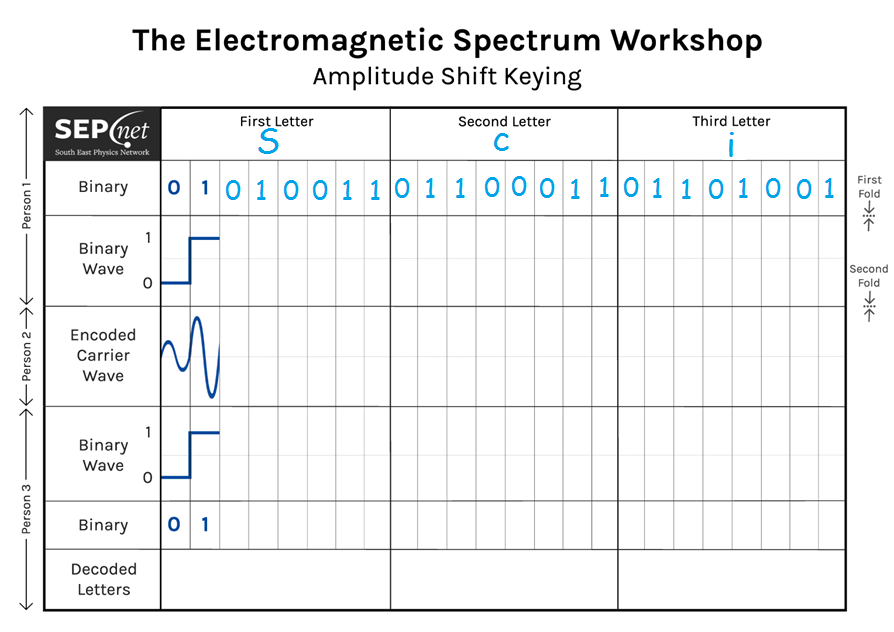 The Electromagnetic Spectrum Workshop
Amplitude Shift Keying
SEPnet
South East Physics Network
First Letter
S
Second Letter
c
Third Letter
i
Person 1
Binary
0 1 0 1 0 0 1 1 0 1 1 0 0 0 1 1 0 1 1 0 1 0 0 1
First
Fold
Binary
Wave
1
0
Second
Fold
Person 2
Encoded
Carrier
Wave
Person 3
Binary
Wave
1
0
Binary
0 1
Decoded
Letters